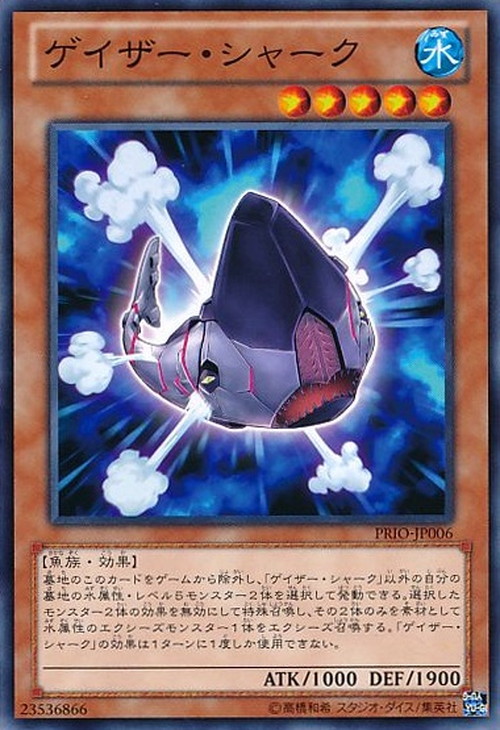 ゲイザー・シャーク
水
PRIO-JP006
【魚族・効果】
墓地のこのカードをゲームから除外し、「ゲイザー・シャーク」以外の自分の
墓地の水属性・レベル5モンスター2体を選択して発動できる。選択した
モンスター2体の効果を無効にして特殊召喚し、その2体のみを素材として
水属性のエクシーズモンスター1体をエクシーズ召喚する。「ゲイザー・
シャーク」の効果は1ターンに1度しか使用できない。
ATK/1000 DEF/1900
23536866
©高橋和希 スタジオ・ダイス/集英社